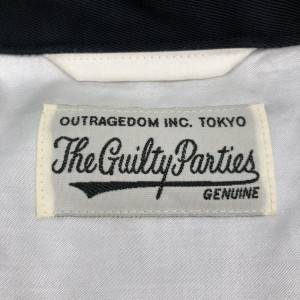 OUTRAGEDOM INC. TOKYO
The Guilty Parties
GENUINE